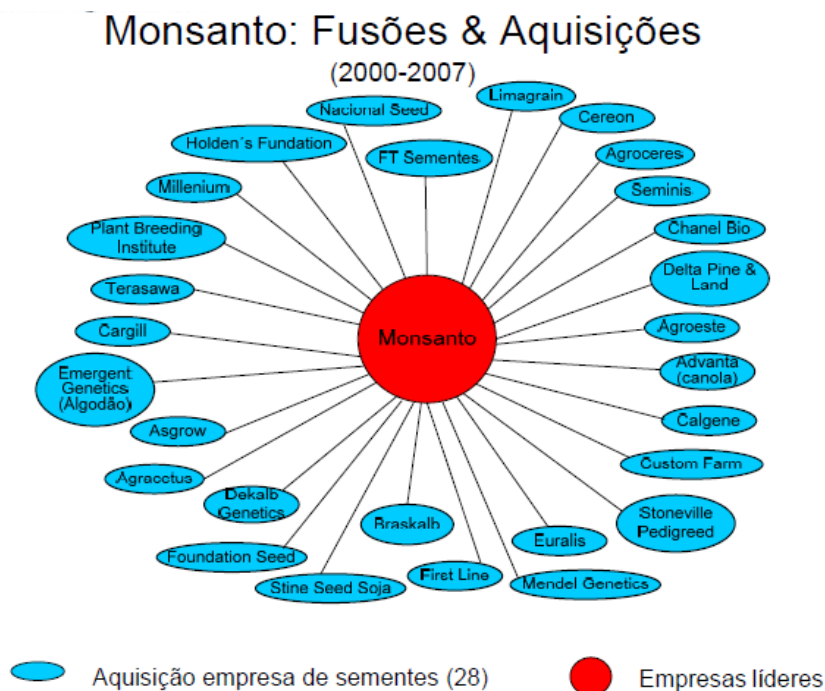 Monsanto: Fusões & Aquisições
(2000-2007)
Limagrain
Nacional Seed
Cereon
Holden´s Fundation
FT Sementes
Agroceres
Millenium
Seminis
Plant Breeding
Institute
Chanel Bio
Delta Pine &
Land
Terasawa
Cargill
Monsanto
Agroeste
Emergent
Genetics
(Algodão)
Advanta
(canola)
Asgrow
Calgene
Agracetus
Custom Farm
Dekalb
Genetics
Braskalb
Stoneville
Pedigreed
Foundation Seed
Euralis
Stine Seed Soja
First Line
Mendel Genetics
Aquisição empresa de sementes (28)
Empresas líderes